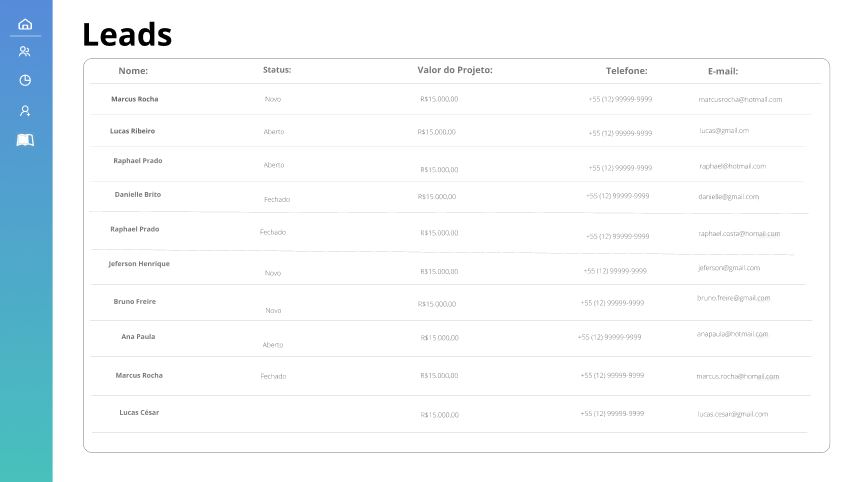 Leads
Nome: Status: Valor do Projeto: Telefone: E-mail:
Marcus Rocha Novo R$15.000,00 +55 (12) 99999-9999 marcusrocha@hotmail.com
Lucas Ribeiro Aberto R$15.000,00 +55 (12) 99999-9999 lucas@gmail.om
Raphael Prado Aberto R$15.000,00 +55 (12) 99999-9999 raphael@hotmail.com
Danielle Brito Fechado R$15.000,00 +55 (12) 99999-9999 danielle@gmail.com
Raphael Prado Fechado R$15.000,00 +55 (12) 99999-9999 raphael.costa@homail.com
Jeferson Henrique Novo R$15.000,00 +55 (12) 99999-9999 jeferson@gmail.com
Bruno Freire Novo R$15.000,00 +55 (12) 99999-9999 bruno.freire@gmail.com
Ana Paula Aberto R$15.000,00 +55 (12) 99999-9999 anapaula@hotmail.com
Marcus Rocha Fechado R$15.000,00 +55 (12) 99999-9999 marcus.rocha@homail.com
Lucas César R$15.000,00 +55 (12) 99999-9999 lucas.cesar@gmail.com